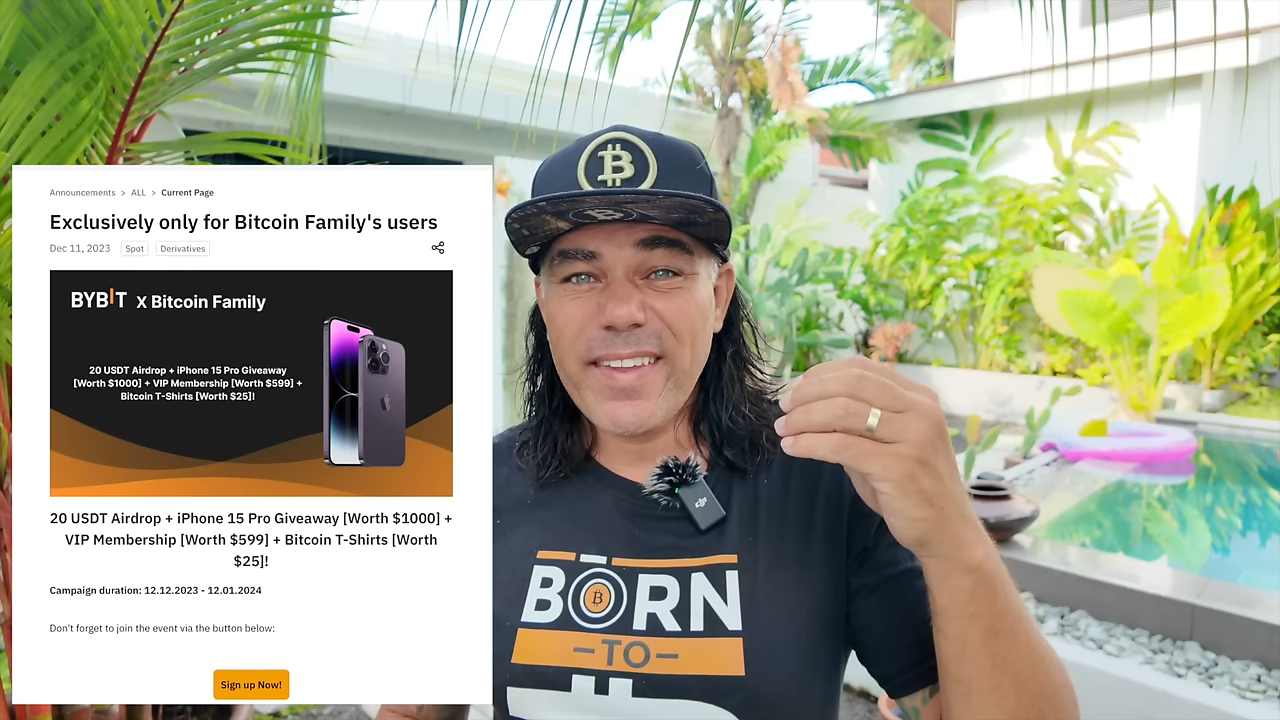 Announcements > ALL > Current Page
Exclusively only for Bitcoin Family's users
Dec 11, 2023 Spot Derivatives
BYBIT X Bitcoin Family
20 USDT Airdrop + iPhone 15 Pro Giveaway
[Worth $1000] + VIP Membership [Worth $599] +
Bitcoin T-Shirts [Worth $25]!
20 USDT Airdrop + iPhone 15 Pro Giveaway [Worth $1000] +
VIP Membership [Worth $599] + Bitcoin T-Shirts [Worth
$25]!
Campaign duration: 12.12.2023 - 12.01.2024
Don't forget to join the event via the button below:
Sign up Now!
BORN
-TO-
dji